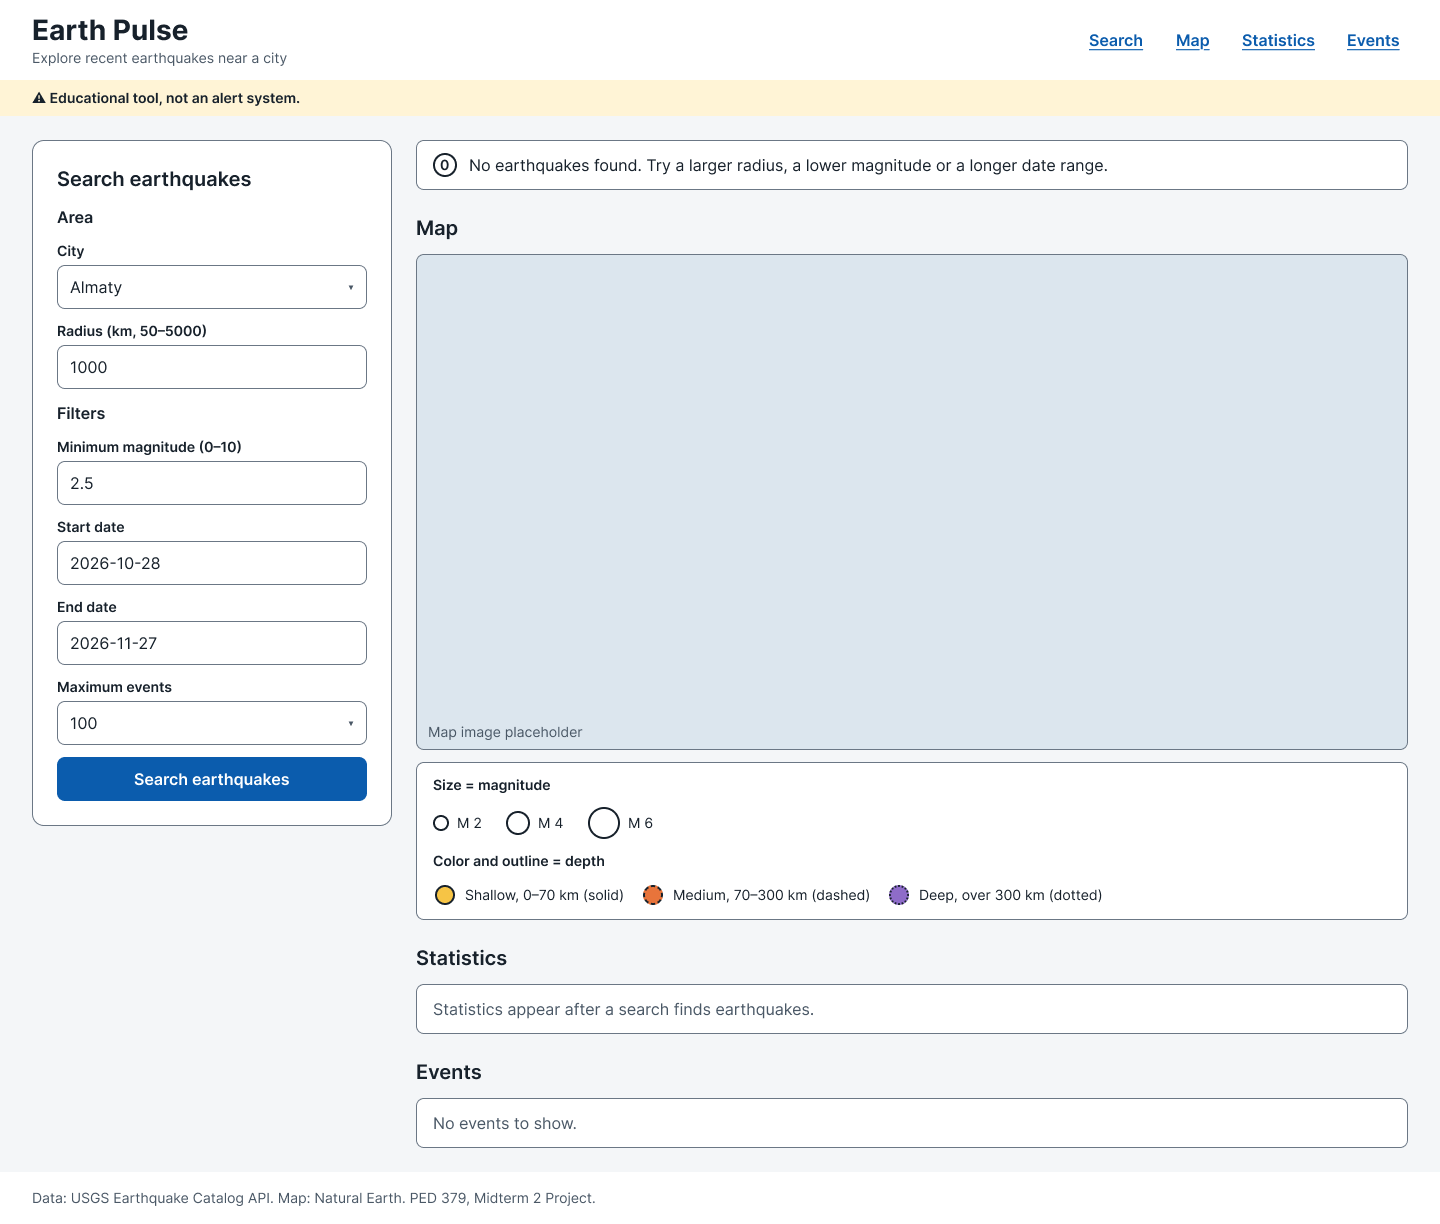 Earth Pulse
Explore recent earthquakes near a city
Search
Map
Statistics
Events
⚠ Educational tool, not an alert system.
Search earthquakes
Area
City
Almaty
Radius (km, 50–5000)
1000
Filters
Minimum magnitude (0–10)
2.5
Start date
2026-10-28
End date
2026-11-27
Maximum events
100
Search earthquakes
0 No earthquakes found. Try a larger radius, a lower magnitude or a longer date range.
Map
Map image placeholder
Size = magnitude
M 2
M 4
M 6
Color and outline = depth
Shallow, 0–70 km (solid)
Medium, 70–300 km (dashed)
Deep, over 300 km (dotted)
Statistics
Statistics appear after a search finds earthquakes.
Events
No events to show.
Data: USGS Earthquake Catalog API. Map: Natural Earth. PED 379, Midterm 2 Project.